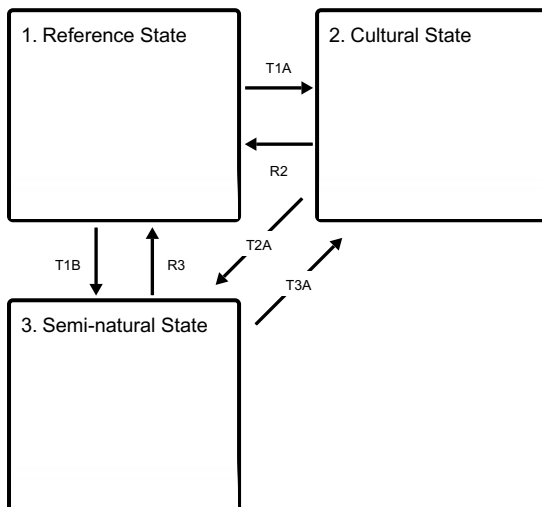 1. Reference State
2. Cultural State
T1A
R2
T2A
T1B
R3
T3A
3. Semi-natural State